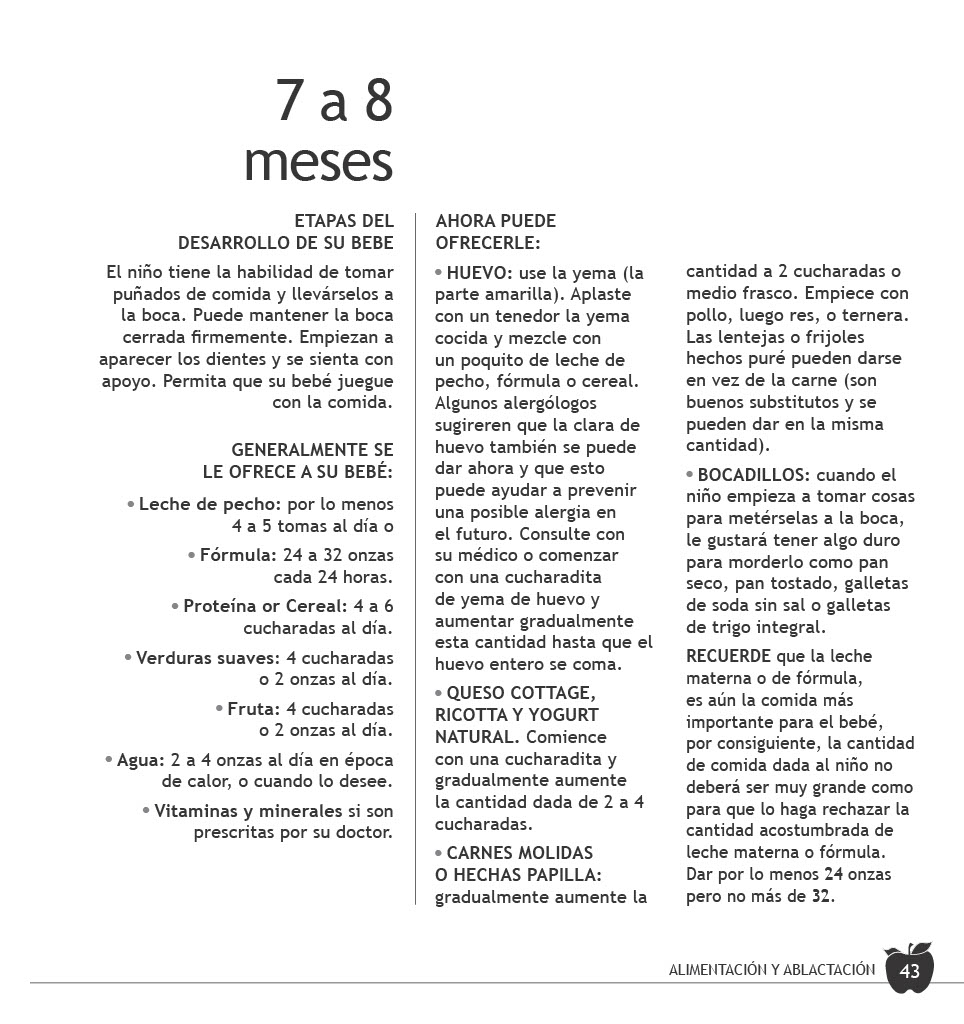 7 a 8
meses
ETAPAS DEL
DESARROLLO DE SU BEBE
El niño tiene la habilidad de tomar
puñados de comida y llevárselos a
la boca. Puede mantener la boca
cerrada firmemente. Empiezan a
aparecer los dientes y se sienta con
apoyo. Permita que su bebé juegue
con la comida.
GENERALMENTE SE
LE OFRECE A SU BEBÉ:
• Leche de pecho: por lo menos
4 a 5 tomas al día o
• Fórmula: 24 a 32 onzas
cada 24 horas.
• Proteína or Cereal: 4 a 6
cucharadas al día.
• Verduras suaves: 4 cucharadas
o 2 onzas al día.
• Fruta: 4 cucharadas
o 2 onzas al día.
• Agua: 2 a 4 onzas al día en época
de calor, o cuando lo desee.
• Vitaminas y minerales si son
prescritas por su doctor.
AHORA PUEDE
OFRECERLE:
• HUEVO: use la yema (la
parte amarilla). Aplaste
con un tenedor la yema
cocida y mezcle con
un poquito de leche de
pecho, fórmula o cereal.
Algunos alergólogos
sugireren que la clara de
huevo también se puede
dar ahora y que esto
puede ayudar a prevenir
una posible alergia en
el futuro. Consulte con
su médico o comenzar
con una cucharadita
de yema de huevo y
aumentar gradualmente
esta cantidad hasta que el
huevo entero se coma.
• QUESO COTTAGE,
RICOTTA Y YOGURT
NATURAL. Comience
con una cucharadita y
gradualmente aumente
la cantidad dada de 2 a 4
cucharadas.
• CARNES MOLIDAS
O HECHAS PAPILLA:
gradualmente aumente la
cantidad a 2 cucharadas o
medio frasco. Empiece con
pollo, luego res, o ternera.
Las lentejas o frijoles
hechos puré pueden darse
en vez de la carne (son
buenos substitutos y se
pueden dar en la misma
cantidad).
• BOCADILLOS: cuando el
niño empieza a tomar cosas
para metérselas a la boca,
le gustará tener algo duro
para morderlo como pan
seco, pan tostado, galletas
de soda sin sal o galletas
de trigo integral.
RECUERDE que la leche
materna o de fórmula,
es aún la comida más
importante para el bebé,
por consiguiente, la cantidad
de comida dada al niño no
deberá ser muy grande como
para que lo haga rechazar la
cantidad acostumbrada de
leche materna o fórmula.
Dar por lo menos 24 onzas
pero no más de 32.
ALIMENTACIÓN Y ABLACTACIÓN 43